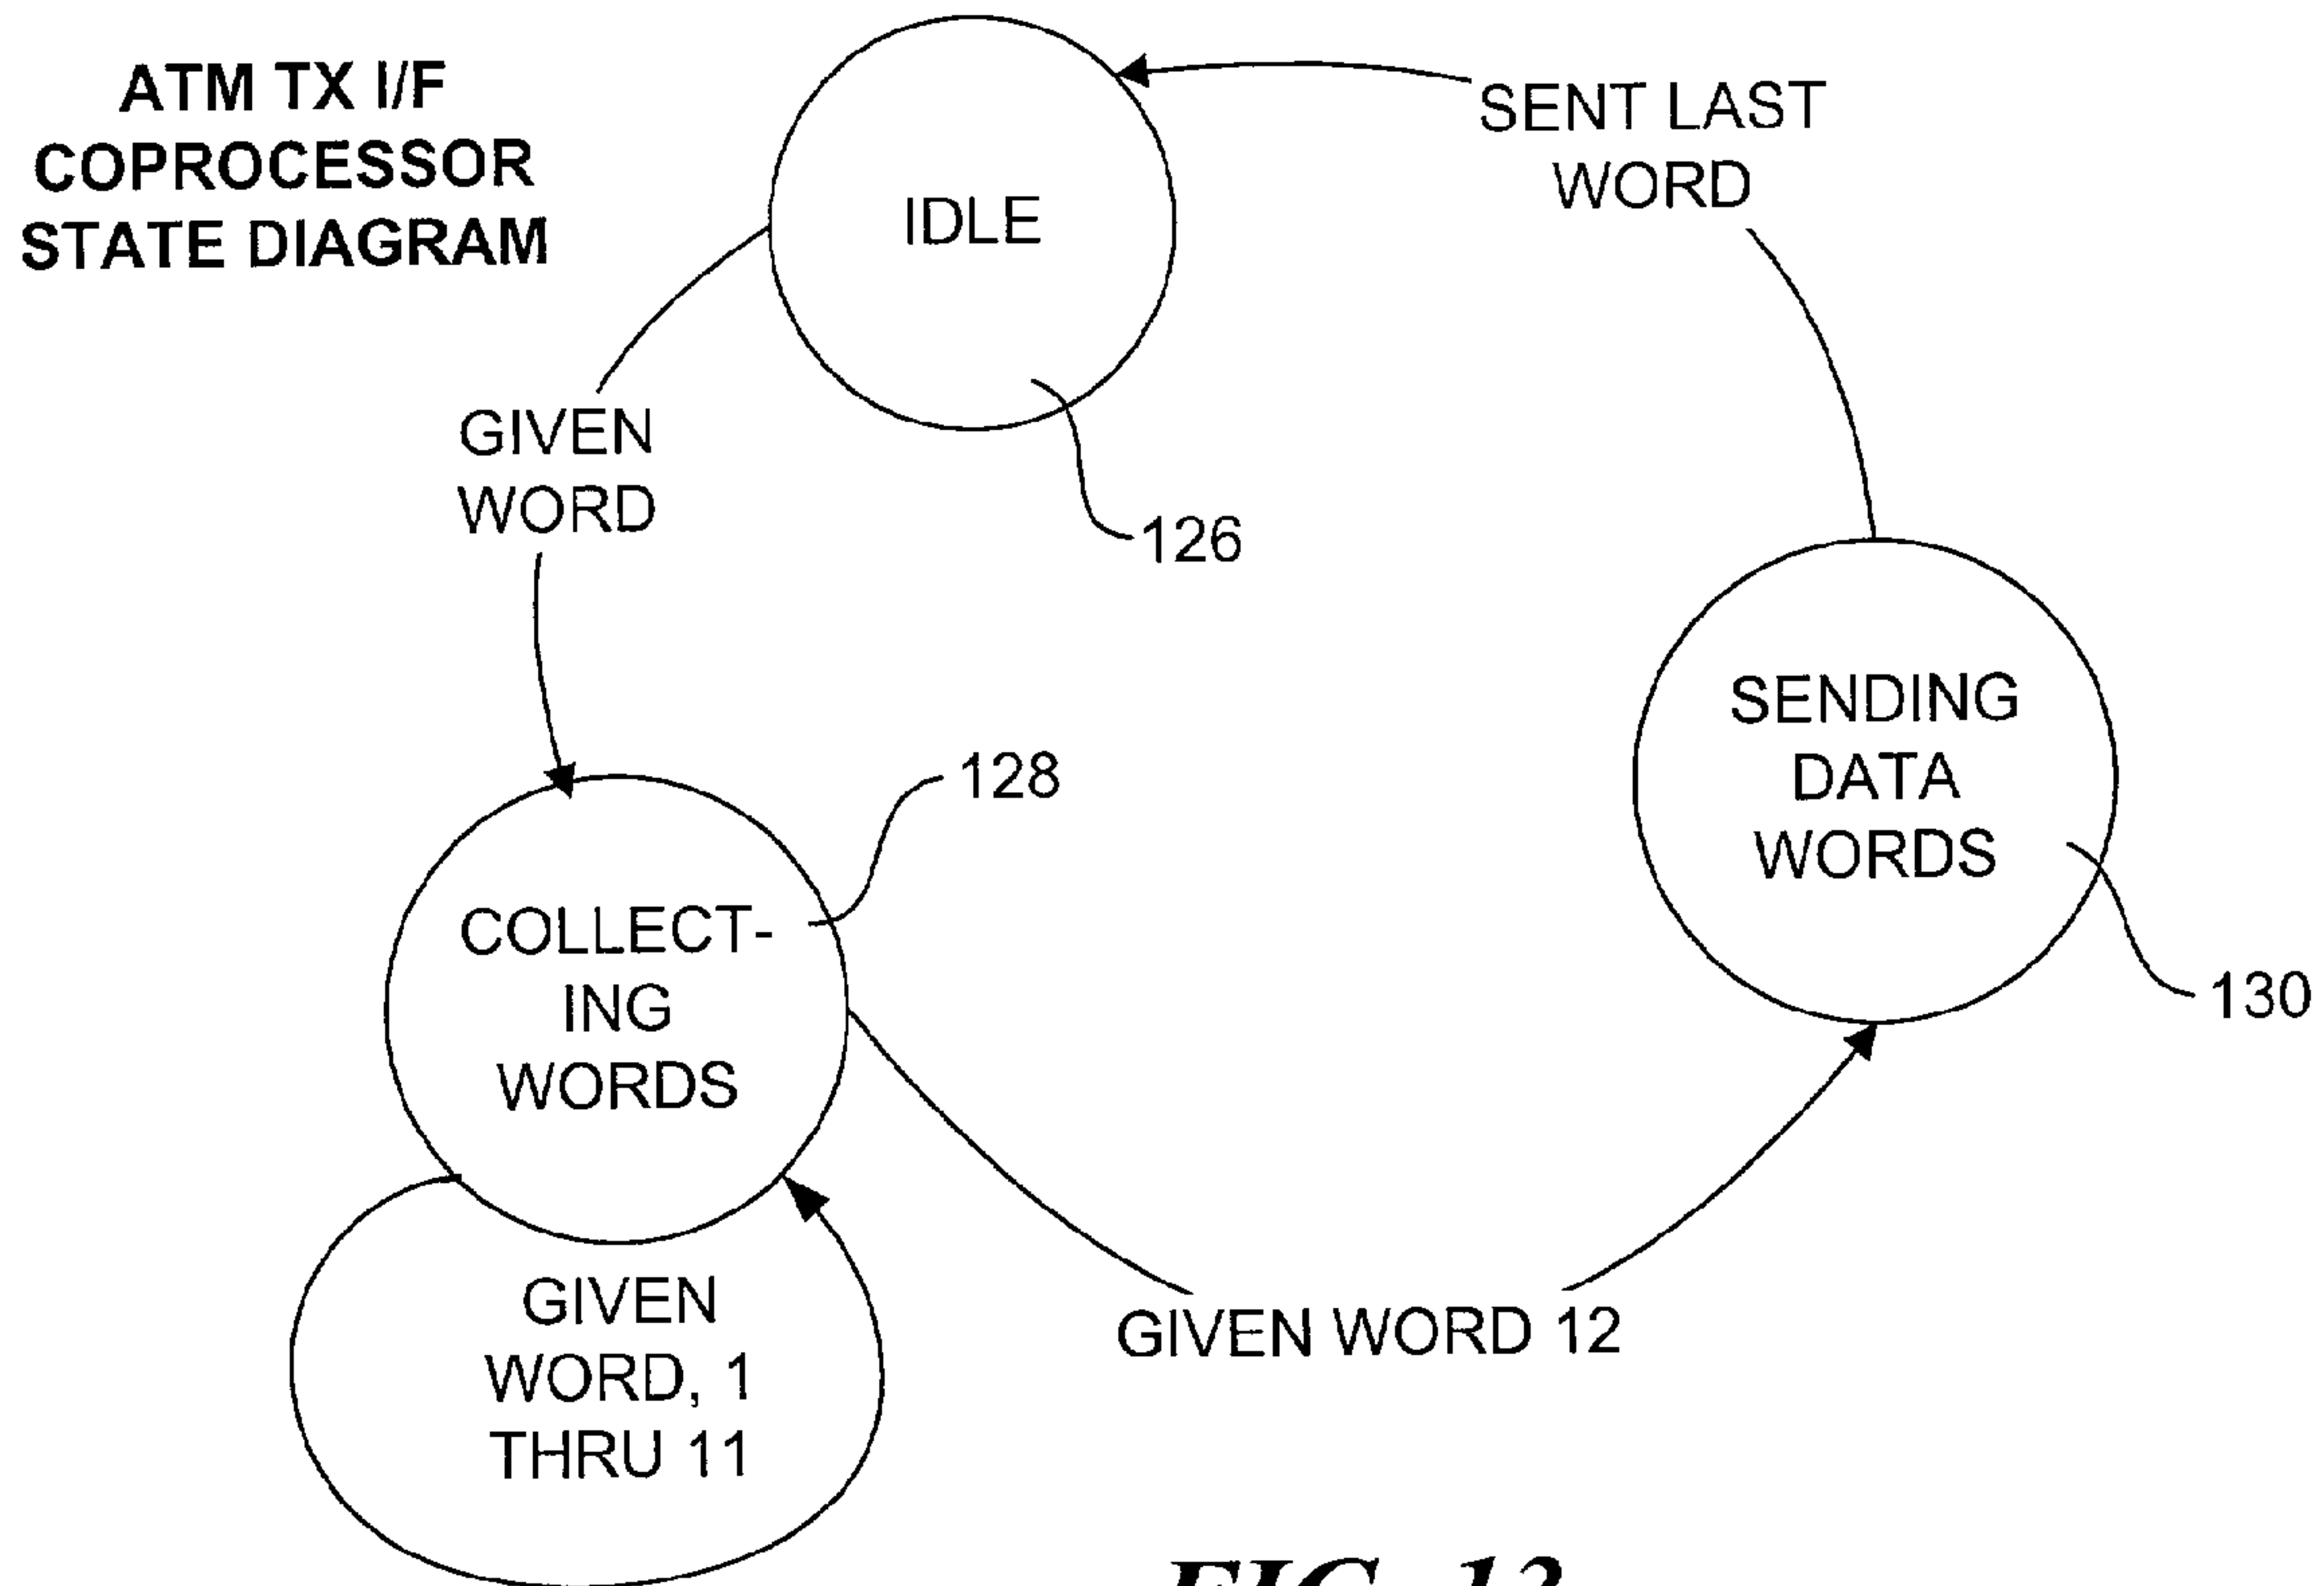 ATM TX I/F
COPROCESSOR
STATE DIAGRAM
IDLE
SENT LAST
WORD
GIVEN
WORD
126
128
COLLECT-
ING
WORDS
SENDING
DATA
WORDS
130
GIVEN
WORD, 1
THRU 11
GIVEN WORD 12